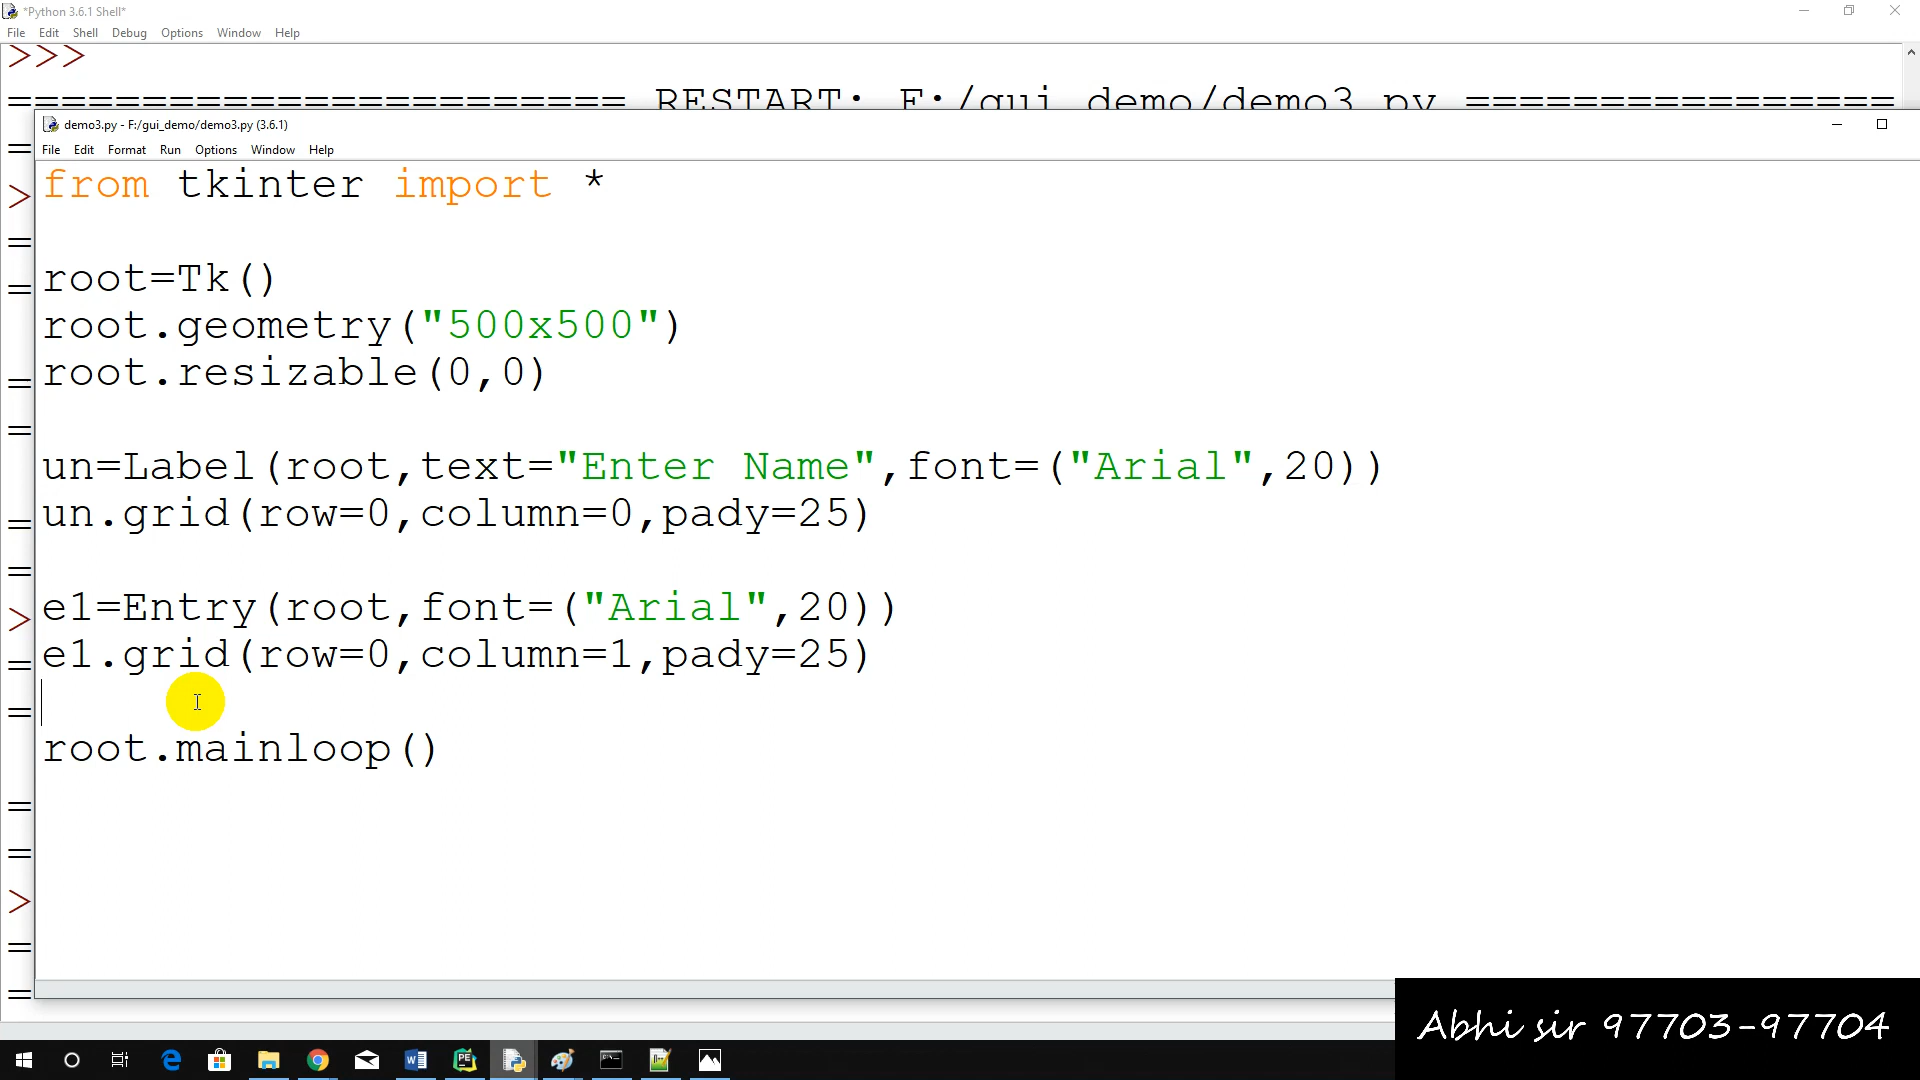 *Python 3.6.1 Shell*
File Edit Shell Debug Options Window Help
>>>
======================= RESTART: F:/gui_demo/demo3.py ================
demo3.py - F:/gui_demo/demo3.py (3.6.1)
File Edit Format Run Options Window Help
from tkinter import *
root=Tk()
root.geometry("500x500")
root.resizable(0,0)
un=Label(root,text="Enter Name",font=("Arial",20))
un.grid(row=0,column=0,pady=25)
e1=Entry(root,font=("Arial",20))
e1.grid(row=0,column=1,pady=25)
root.mainloop()
Abhi sir 97703-97704